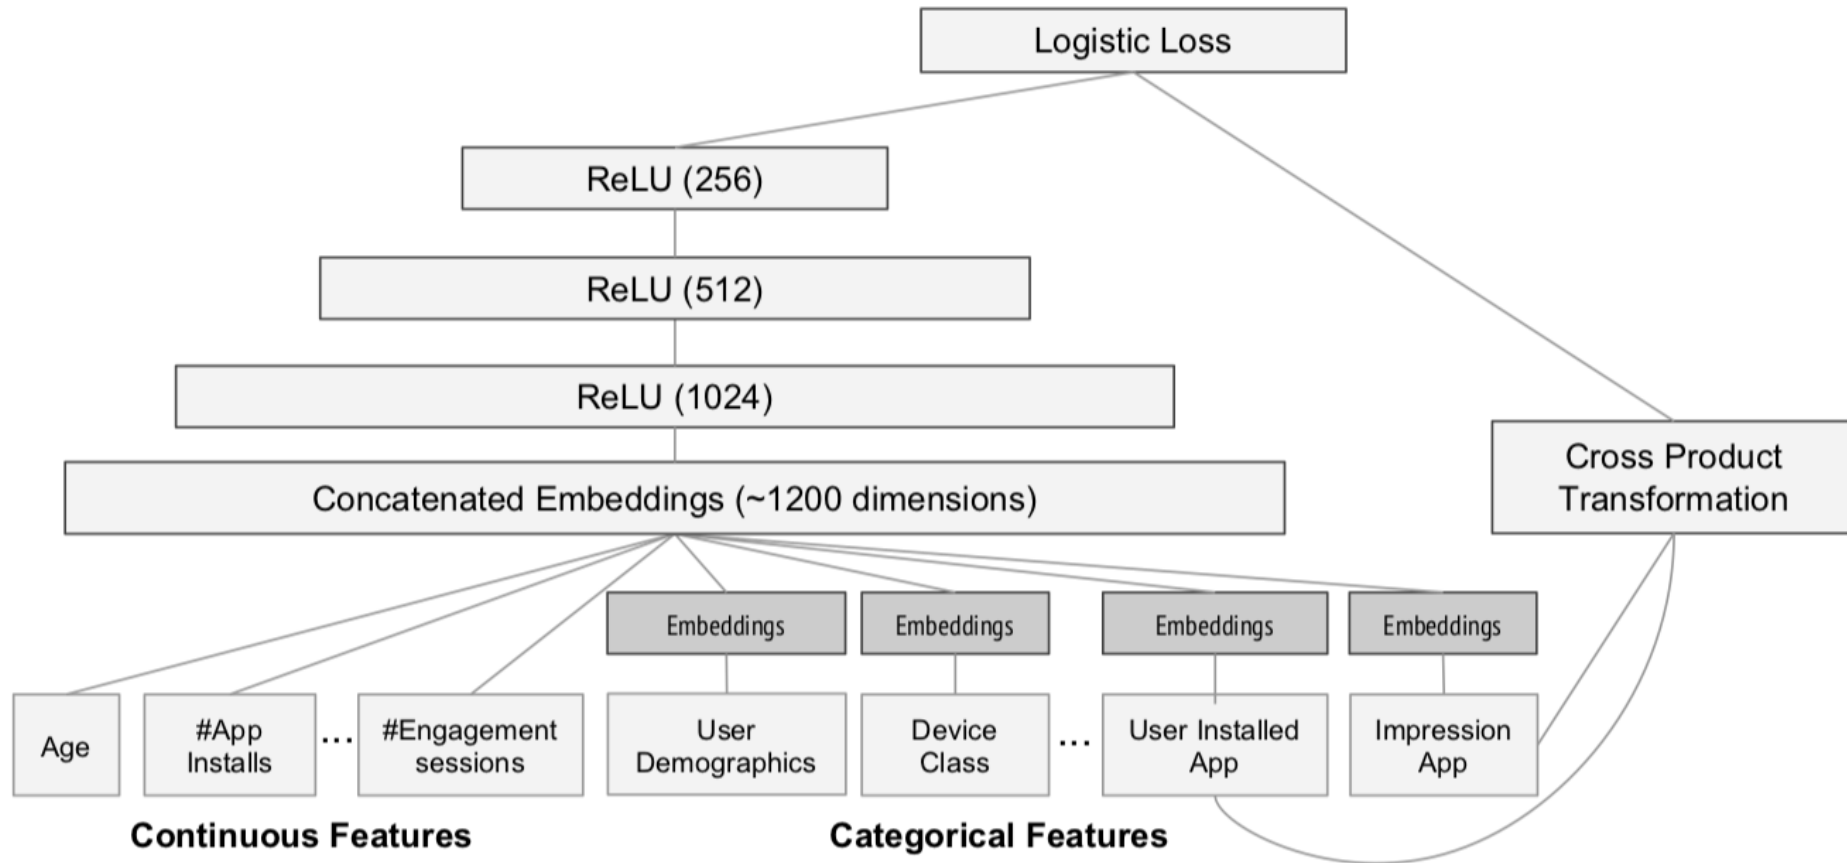 Logistic Loss
ReLU (256)
ReLU (512)
ReLU (1024)
Concatenated Embeddings (~1200 dimensions)
Cross Product
Transformation
Embeddings
Embeddings
Embeddings
Embeddings
Age
#App
Installs
...
#Engagement
sessions
User
Demographics
Device
Class
...
User Installed
App
Impression
App
Continuous Features
Categorical Features